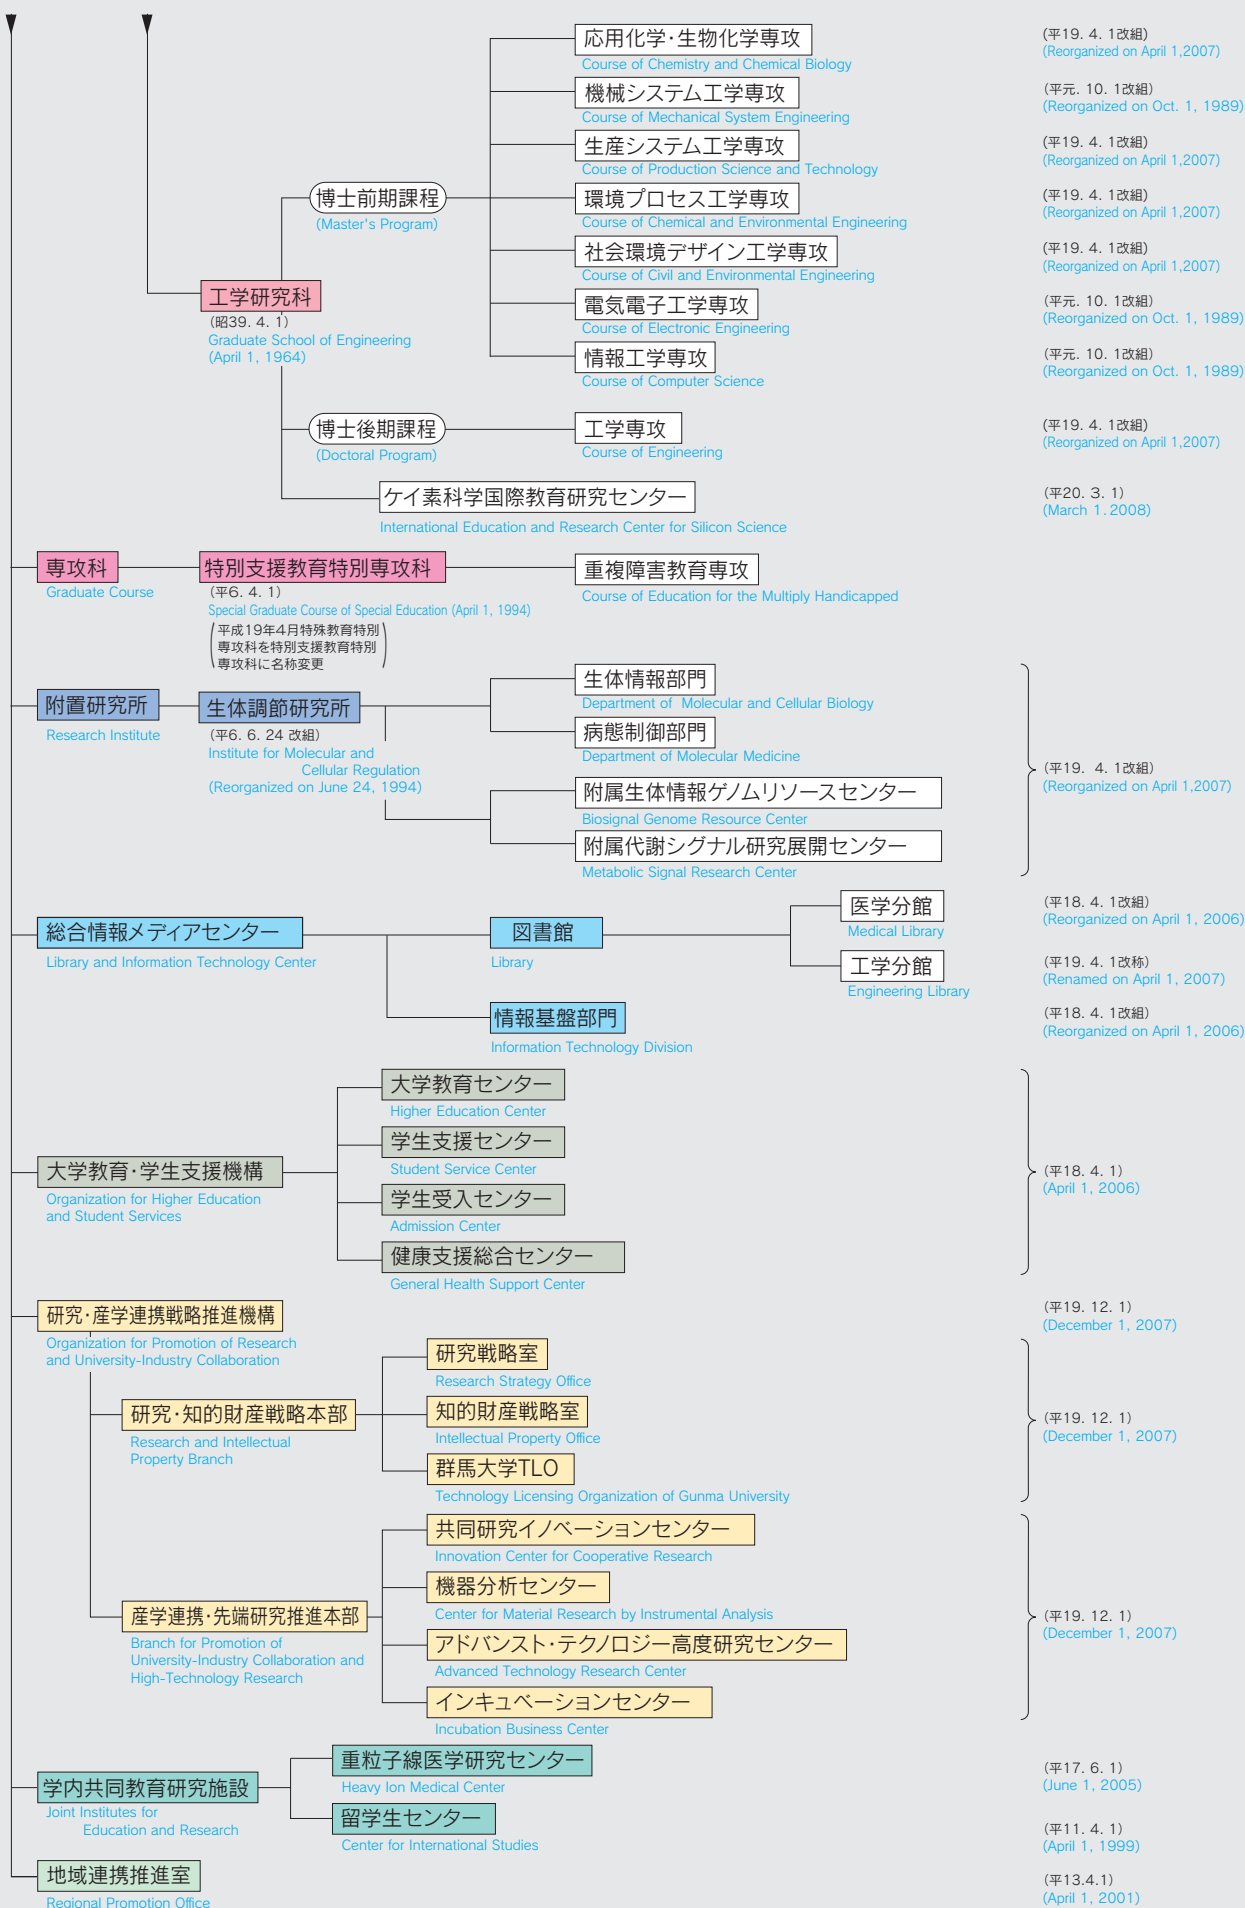 応用化学・生物化学専攻
Course of Chemistry and Chemical Biology
(平19. 4. 1改組)
(Reorganized on April 1,2007)
機械システム工学専攻
Course of Mechanical System Engineering
(平元. 10. 1改組)
(Reorganized on Oct. 1, 1989)
生産システム工学専攻
Course of Production Science and Technology
(平19. 4. 1改組)
(Reorganized on April 1,2007)
博士前期課程
(Master's Program)
環境プロセス工学専攻
Course of Chemical and Environmental Engineering
(平19. 4. 1改組)
(Reorganized on April 1,2007)
社会環境デザイン工学専攻
Course of Civil and Environmental Engineering
(平19. 4. 1改組)
(Reorganized on April 1,2007)
工学研究科
(昭39. 4. 1)
Graduate School of Engineering
(April 1, 1964)
電気電子工学専攻
Course of Electronic Engineering
(平元. 10. 1改組)
(Reorganized on Oct. 1, 1989)
情報工学専攻
Course of Computer Science
(平元. 10. 1改組)
(Reorganized on Oct. 1, 1989)
博士後期課程
(Doctoral Program)
工学専攻
Course of Engineering
(平19. 4. 1改組)
(Reorganized on April 1,2007)
ケイ素科学国際教育研究センター
International Education and Research Center for Silicon Science
(平20. 3. 1)
(March 1. 2008)
専攻科
Graduate Course
特別支援教育特別専攻科
(平6. 4. 1)
Special Graduate Course of Special Education (April 1, 1994)
平成19年4月特殊教育特別
専攻科を特別支援教育特別
専攻科に名称変更
重複障害教育専攻
Course of Education for the Multiply Handicapped
附置研究所
Research Institute
生体調節研究所
(平6. 6. 24 改組)
Institute for Molecular and
Cellular Regulation
(Reorganized on June 24, 1994)
生体情報部門
Department of Molecular and Cellular Biology
病態制御部門
Department of Molecular Medicine
附属生体情報ゲノムリソースセンター
Biosignal Genome Resource Center
附属代謝シグナル研究展開センター
Metabolic Signal Research Center
(平19. 4. 1改組)
(Reorganized on April 1,2007)
総合情報メディアセンター
Library and Information Technology Center
図書館
Library
医学分館
Medical Library
(平18. 4. 1改組)
(Reorganized on April 1, 2006)
工学分館
Engineering Library
(平19. 4. 1改称)
(Renamed on April 1, 2007)
情報基盤部門
Information Technology Division
(平18. 4. 1改組)
(Reorganized on April 1, 2006)
大学教育・学生支援機構
Organization for Higher Education
and Student Services
大学教育センター
Higher Education Center
学生支援センター
Student Service Center
学生受入センター
Admission Center
健康支援総合センター
General Health Support Center
(平18. 4. 1)
(April 1, 2006)
研究・産学連携戦略推進機構
Organization for Promotion of Research
and University-Industry Collaboration
(平19. 12. 1)
(December 1, 2007)
研究・知的財産戦略本部
Research and Intellectual
Property Branch
研究戦略室
Research Strategy Office
知的財産戦略室
Intellectual Property Office
群馬大学TLO
Technology Licensing Organization of Gunma University
(平19. 12. 1)
(December 1, 2007)
産学連携・先端研究推進本部
Branch for Promotion of
University-Industry Collaboration and
High-Technology Research
共同研究イノベーションセンター
Innovation Center for Cooperative Research
機器分析センター
Center for Material Research by Instrumental Analysis
アドバンスト・テクノロジー高度研究センター
Advanced Technology Research Center
インキュベーションセンター
Incubation Business Center
(平19. 12. 1)
(December 1, 2007)
学内共同教育研究施設
Joint Institutes for
Education and Research
重粒子線医学研究センター
Heavy Ion Medical Center
(平17. 6. 1)
(June 1, 2005)
留学生センター
Center for International Studies
(平11. 4. 1)
(April 1, 1999)
地域連携推進室
Regional Promotion Office
(平13.4.1)
(April 1, 2001)